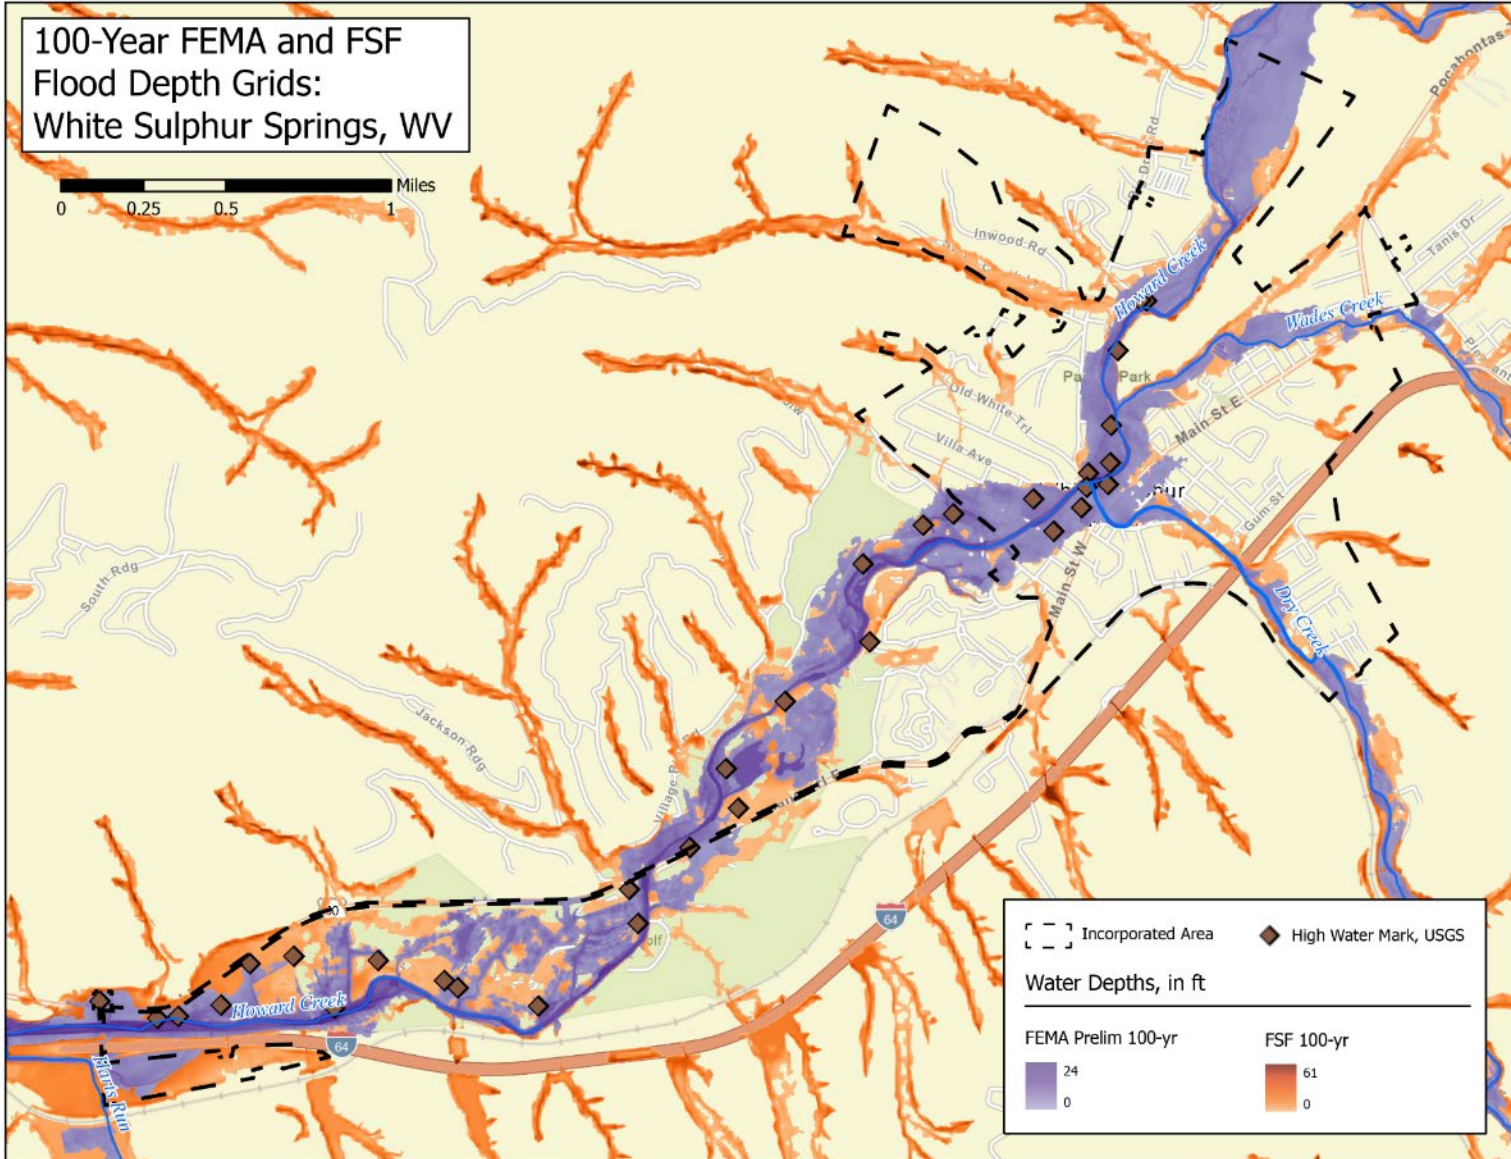 100-Year FEMA and FSF
Flood Depth Grids:
White Sulphur Springs, WV
Miles
0 0.25 0.5 1
Pocahontas
Tanis Dr
Inwood Rd
Howard Creek
Wades Creek
Park
Old White Trl
Main St E
Villa Ave
Gum St
Main St W
Dry Creek
South Rdg
Jackson Rdg
64
Howard Creek
64
Harts Run
Incorporated Area
High Water Mark, USGS
Water Depths, in ft
FEMA Prelim 100-yr
FSF 100-yr
24
61
0
0